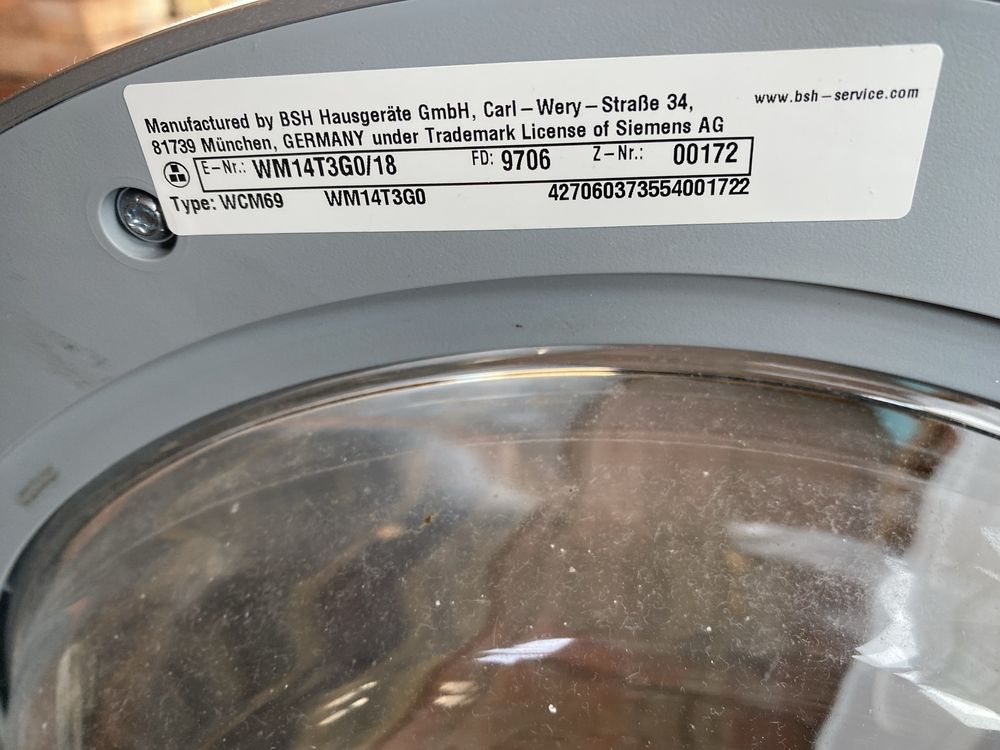 Manufactured by BSH Hausgeräte GmbH, Carl-Wery-Straße 34,
www.bsh-service.com
81739 München, GERMANY under Trademark License of Siemens AG
E-Nr.: WM14T3G0/18 FD: 9706 Z-Nr.: 00172
Type: WCM69 WM14T3G0 427060373554001722